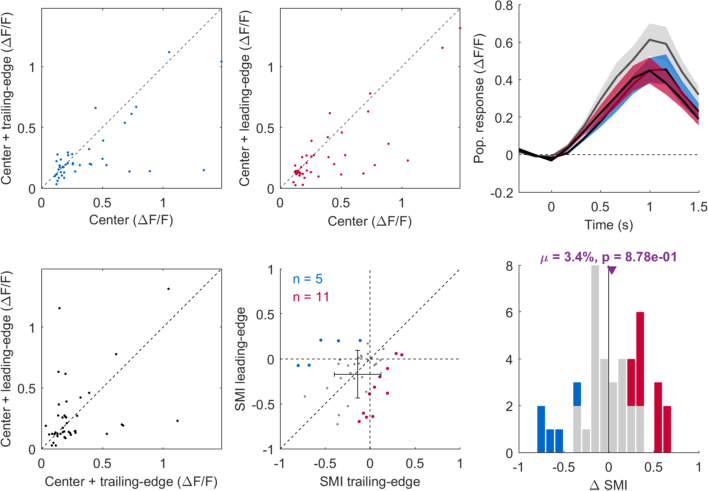 Center + trailing-edge (ΔF/F)
1
0.5
0
0 0.5 1
Center (ΔF/F)
Center + leading-edge (ΔF/F)
1
0.5
0
0 0.5 1
Center (ΔF/F)
Pop. response (ΔF/F)
0.8
0.6
0.4
0.2
0
-0.2
0 0.5 1 1.5
Time (s)
Center + leading-edge (ΔF/F)
1
0.5
0
0 0.5 1
Center + trailing-edge (ΔF/F)
SMI leading-edge
1
0.5
0
-0.5
-1
n = 5
n = 11
-1 -0.5 0 0.5 1
SMI trailing-edge
μ = 3.4%, p = 8.78e-01
8
6
4
2
0
-1 -0.5 0 0.5 1
Δ SMI